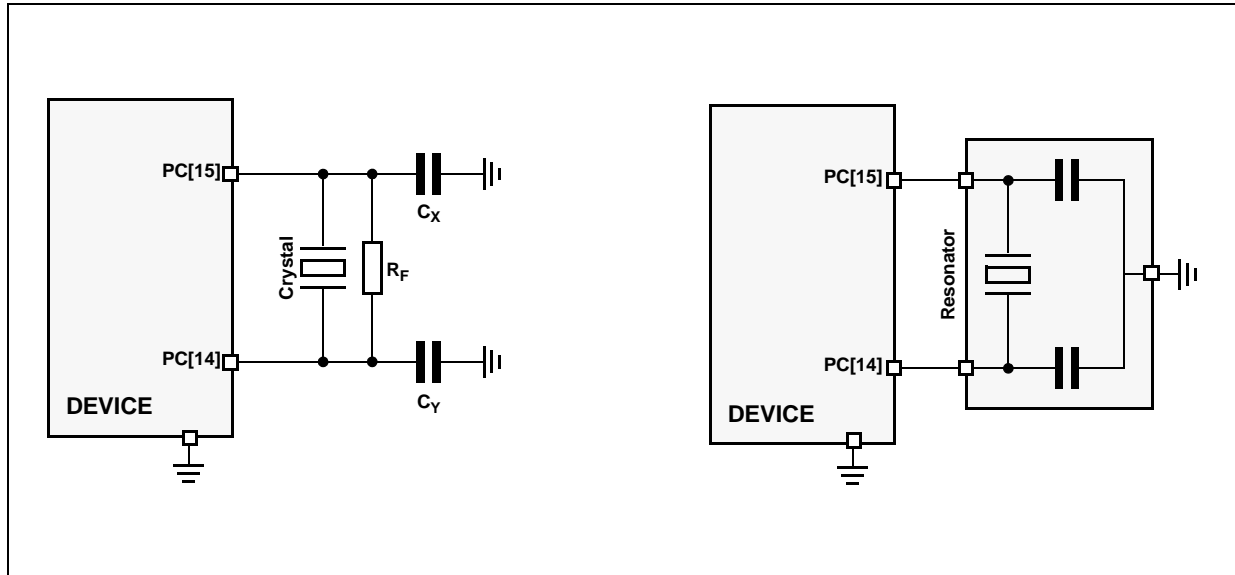 PC[15]
Crystal
R_F
C_X
PC[14]
C_Y
DEVICE
PC[15]
Resonator
PC[14]
DEVICE